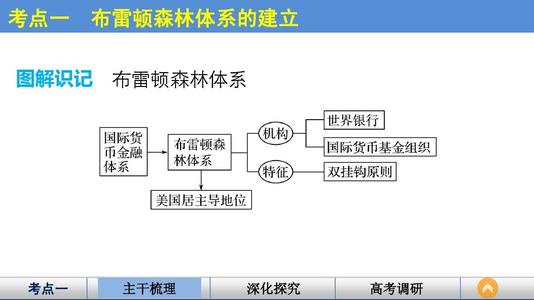 考点一 布雷顿森林体系的建立
图解识记 布雷顿森林体系
国际货
币金融
体系
布雷顿森
林体系
机构
世界银行
国际货币基金组织
特征
双挂钩原则
美国居主导地位
考点一 主干梳理 深化探究 高考调研